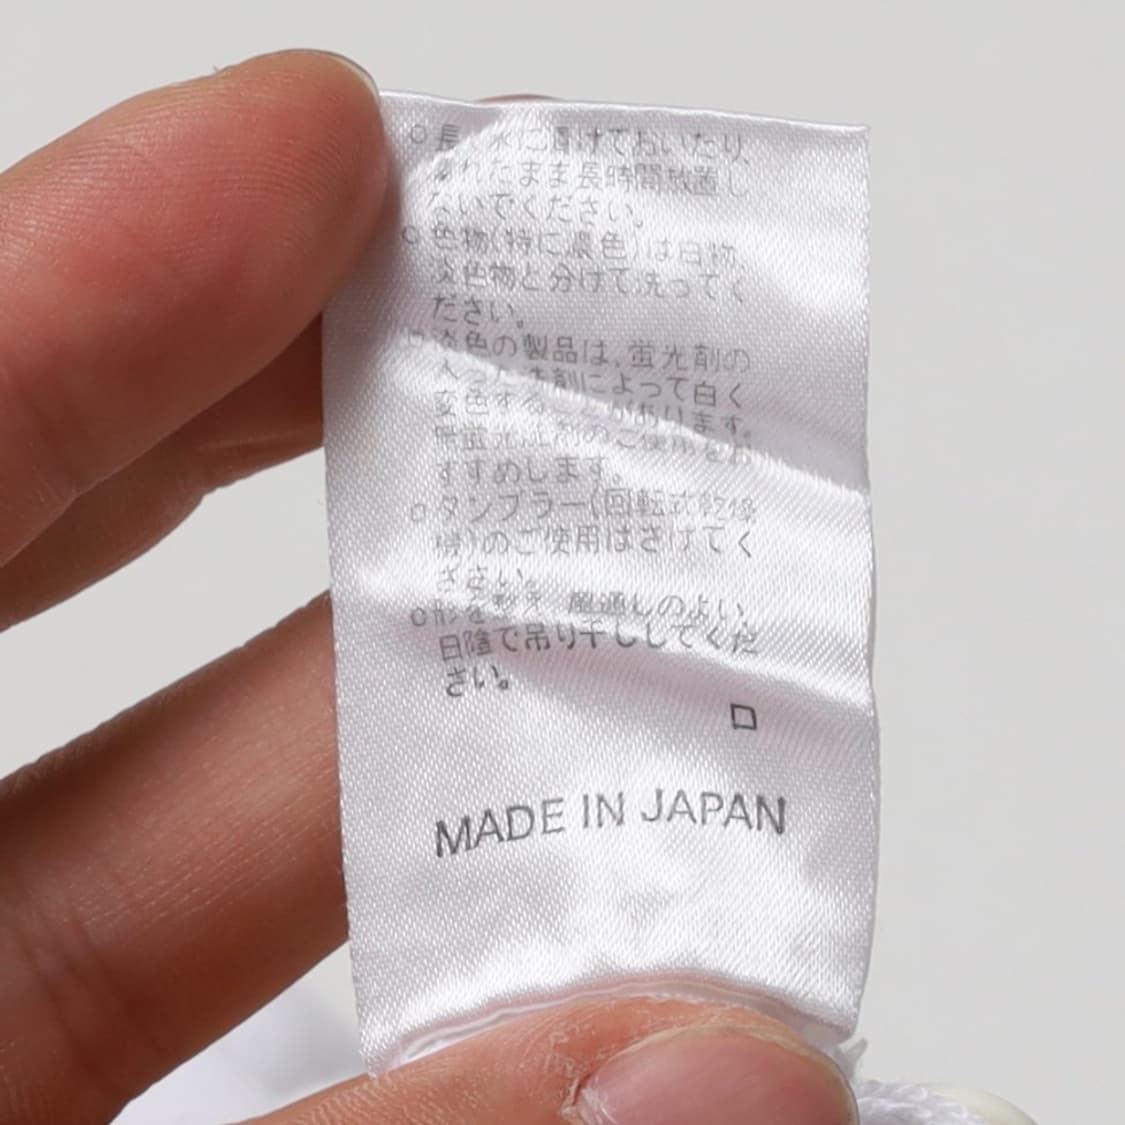 ○長く水に漬けておいたり、
ぬれたまま長時間放置し
ないでください。
○色物(特に濃色)は白物、
淡色物と分けて洗ってく
ださい。
○淡色の製品は、蛍光剤の
入った洗剤によって白く
変色することがあります。
無蛍光洗剤のご使用をお
すすめします。
○タンブラー(回転式乾燥
機)のご使用はさけてく
ださい。
○形を整え 風通しのよい、
日陰で吊り干ししてくだ
さい。
ロ
MADE IN JAPAN